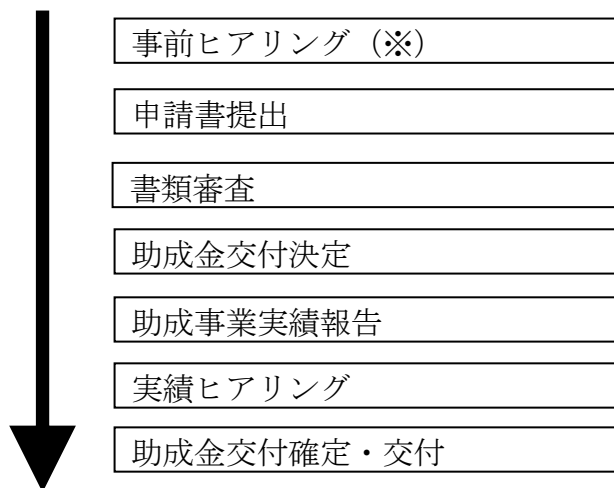 事前ヒアリング（※）
申請書提出
書類審査
助成金交付決定
助成事業実績報告
実績ヒアリング
助成金交付確定・交付